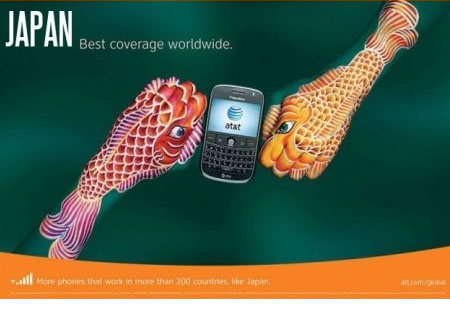 JAPAN Best coverage worldwide.
BlackBerry
at&t
More phones that work in more than 200 countries, like Japan.
att.com/global